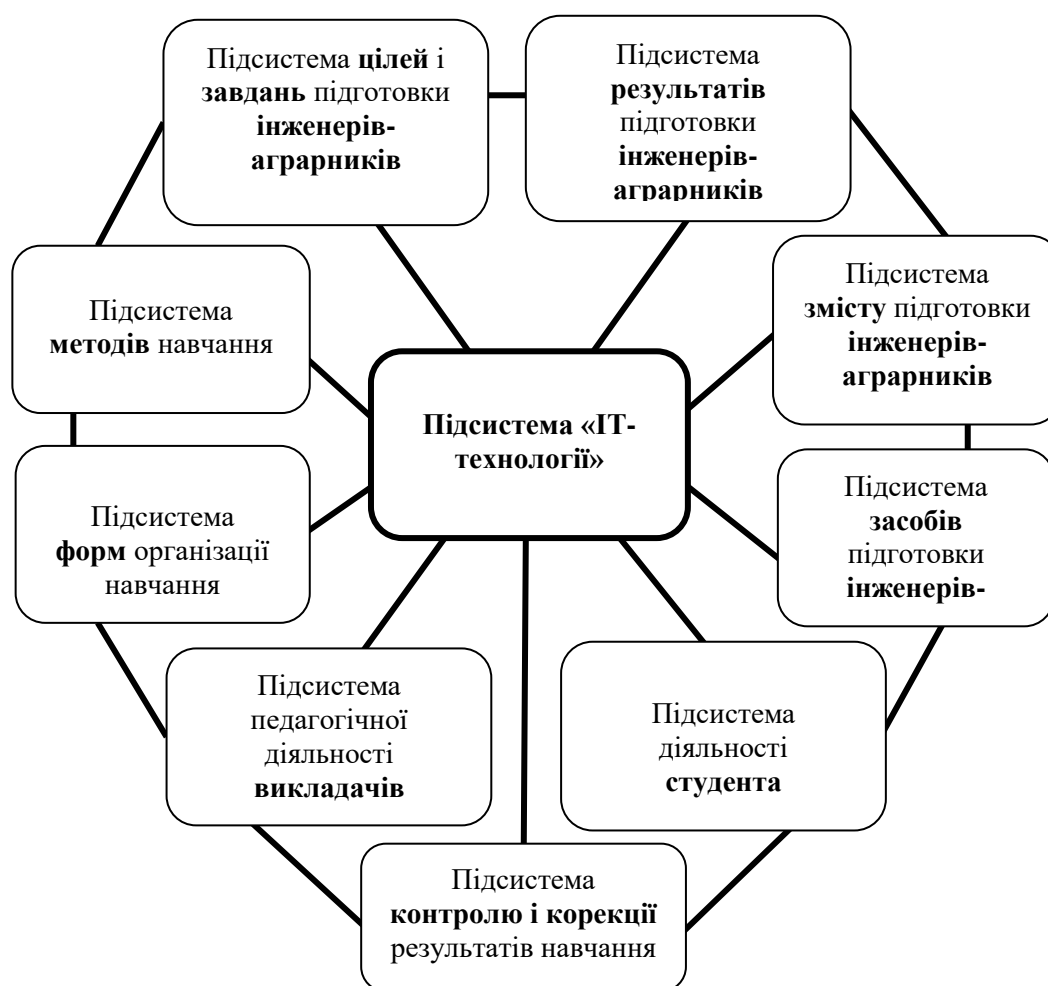 Підсистема цілей і
завдань підготовки
інженерів-
аграрників
Підсистема
результатів
підготовки
інженерів-
аграрників
Підсистема
методів навчання
Підсистема
змісту підготовки
інженерів-
аграрників
Підсистема «ІТ-
технології»
Підсистема
форм організації
навчання
Підсистема
засобів
підготовки
інженерів-
Підсистема
педагогічної
діяльності
викладачів
Підсистема
діяльності
студента
Підсистема
контролю і корекції
результатів навчання